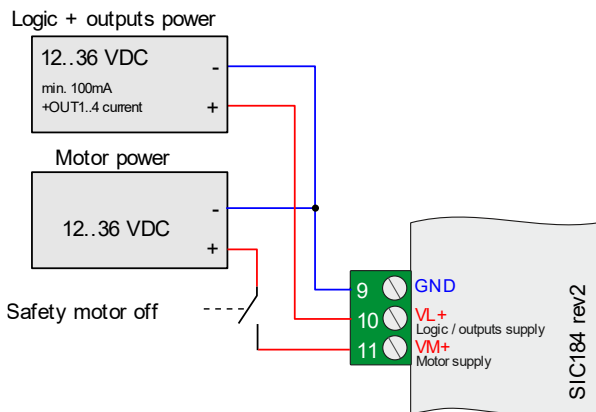 Logic + outputs power
12..36 VDC
min. 100mA
+OUT1..4 current
-
+
Motor power
12..36 VDC
-
+
Safety motor off
9
GND
10
VL+
Logic / outputs supply
11
VM+
Motor supply
SIC184 rev2